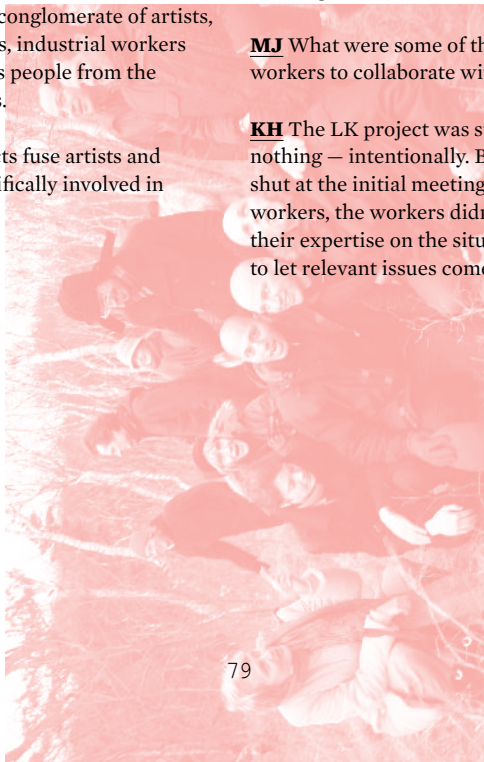 conglomerate of artists,
s, industrial workers
s people from the
s.
cts fuse artists and
ifically involved in
MJ What were some of th
workers to collaborate wi
KH The LK project was s
nothing — intentionally. B
shut at the initial meeting
workers, the workers didn
their expertise on the situ
to let relevant issues come
79